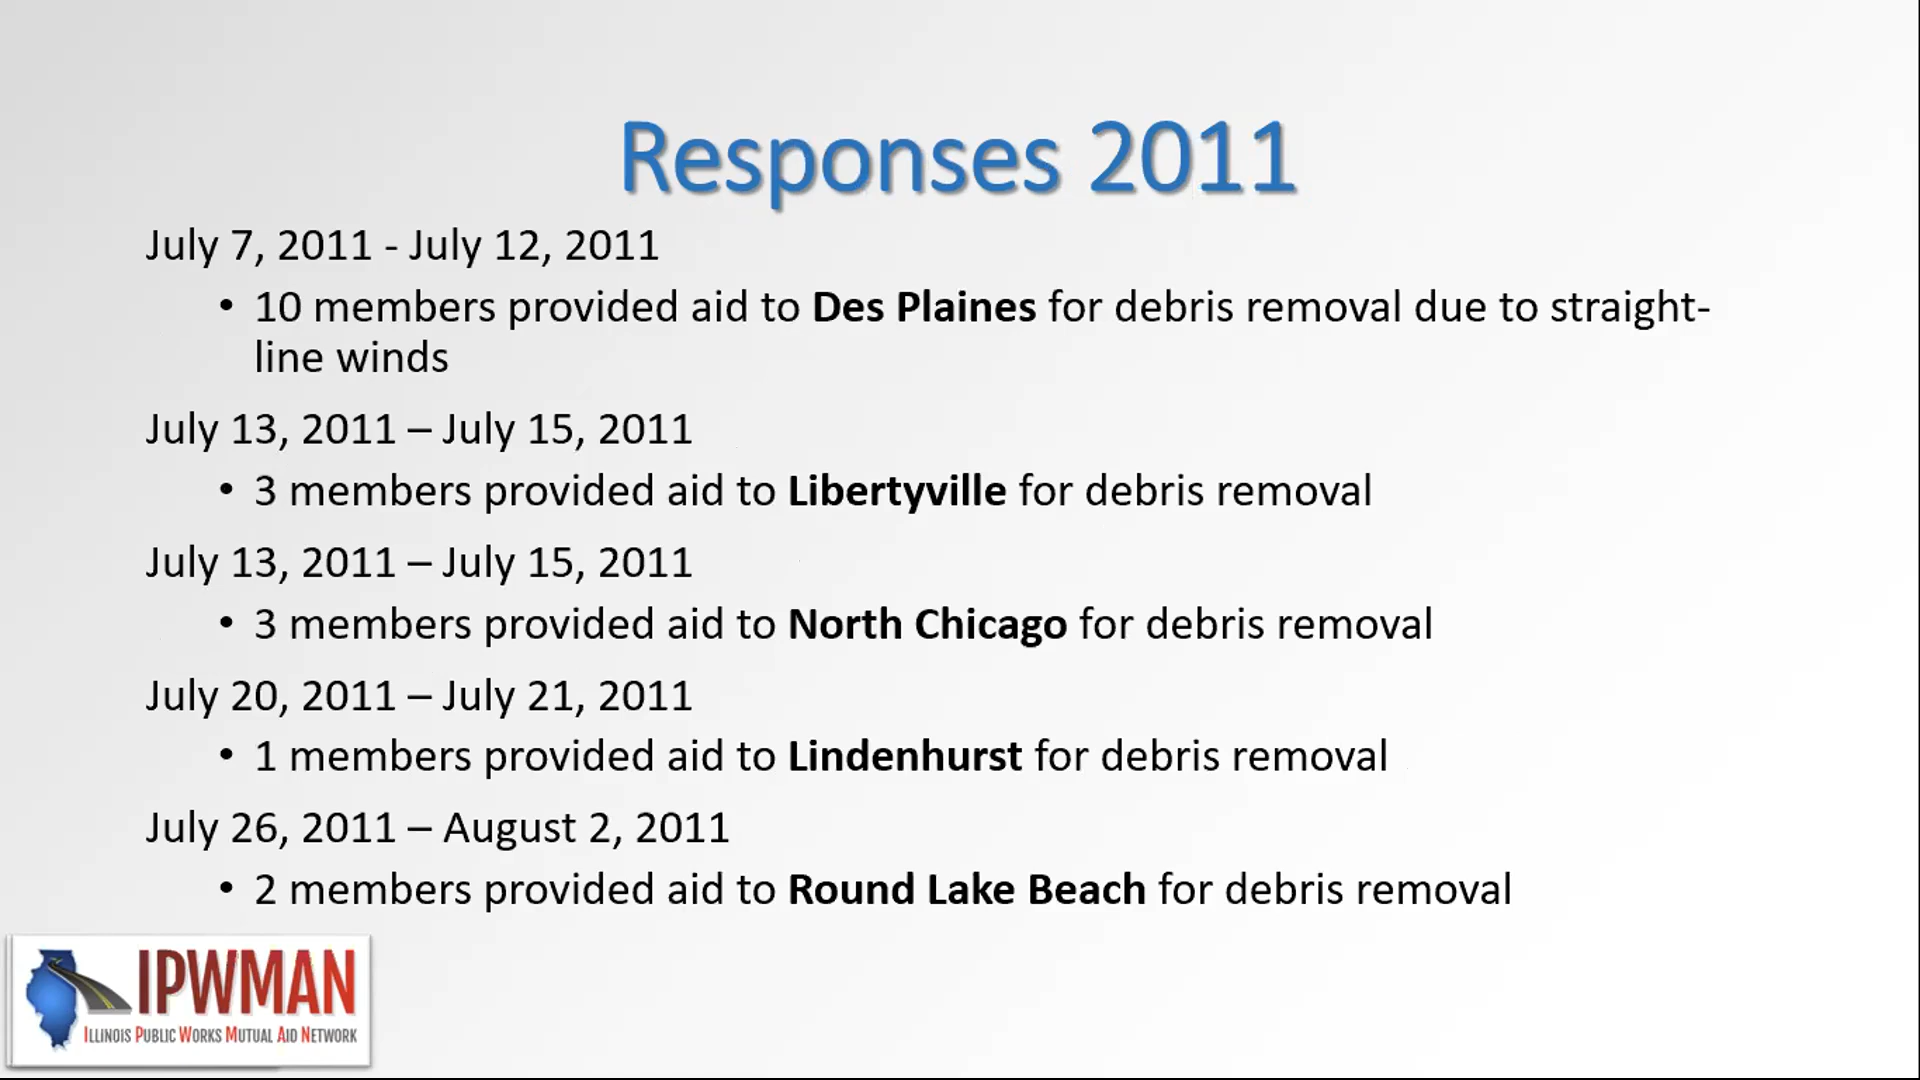 Responses 2011
July 7, 2011 - July 12, 2011
• 10 members provided aid to Des Plaines for debris removal due to straight-
line winds
July 13, 2011 – July 15, 2011
• 3 members provided aid to Libertyville for debris removal
July 13, 2011 – July 15, 2011
• 3 members provided aid to North Chicago for debris removal
July 20, 2011 – July 21, 2011
• 1 members provided aid to Lindenhurst for debris removal
July 26, 2011 – August 2, 2011
• 2 members provided aid to Round Lake Beach for debris removal
IPWMAN
ILLINOIS PUBLIC WORKS MUTUAL AID NETWORK